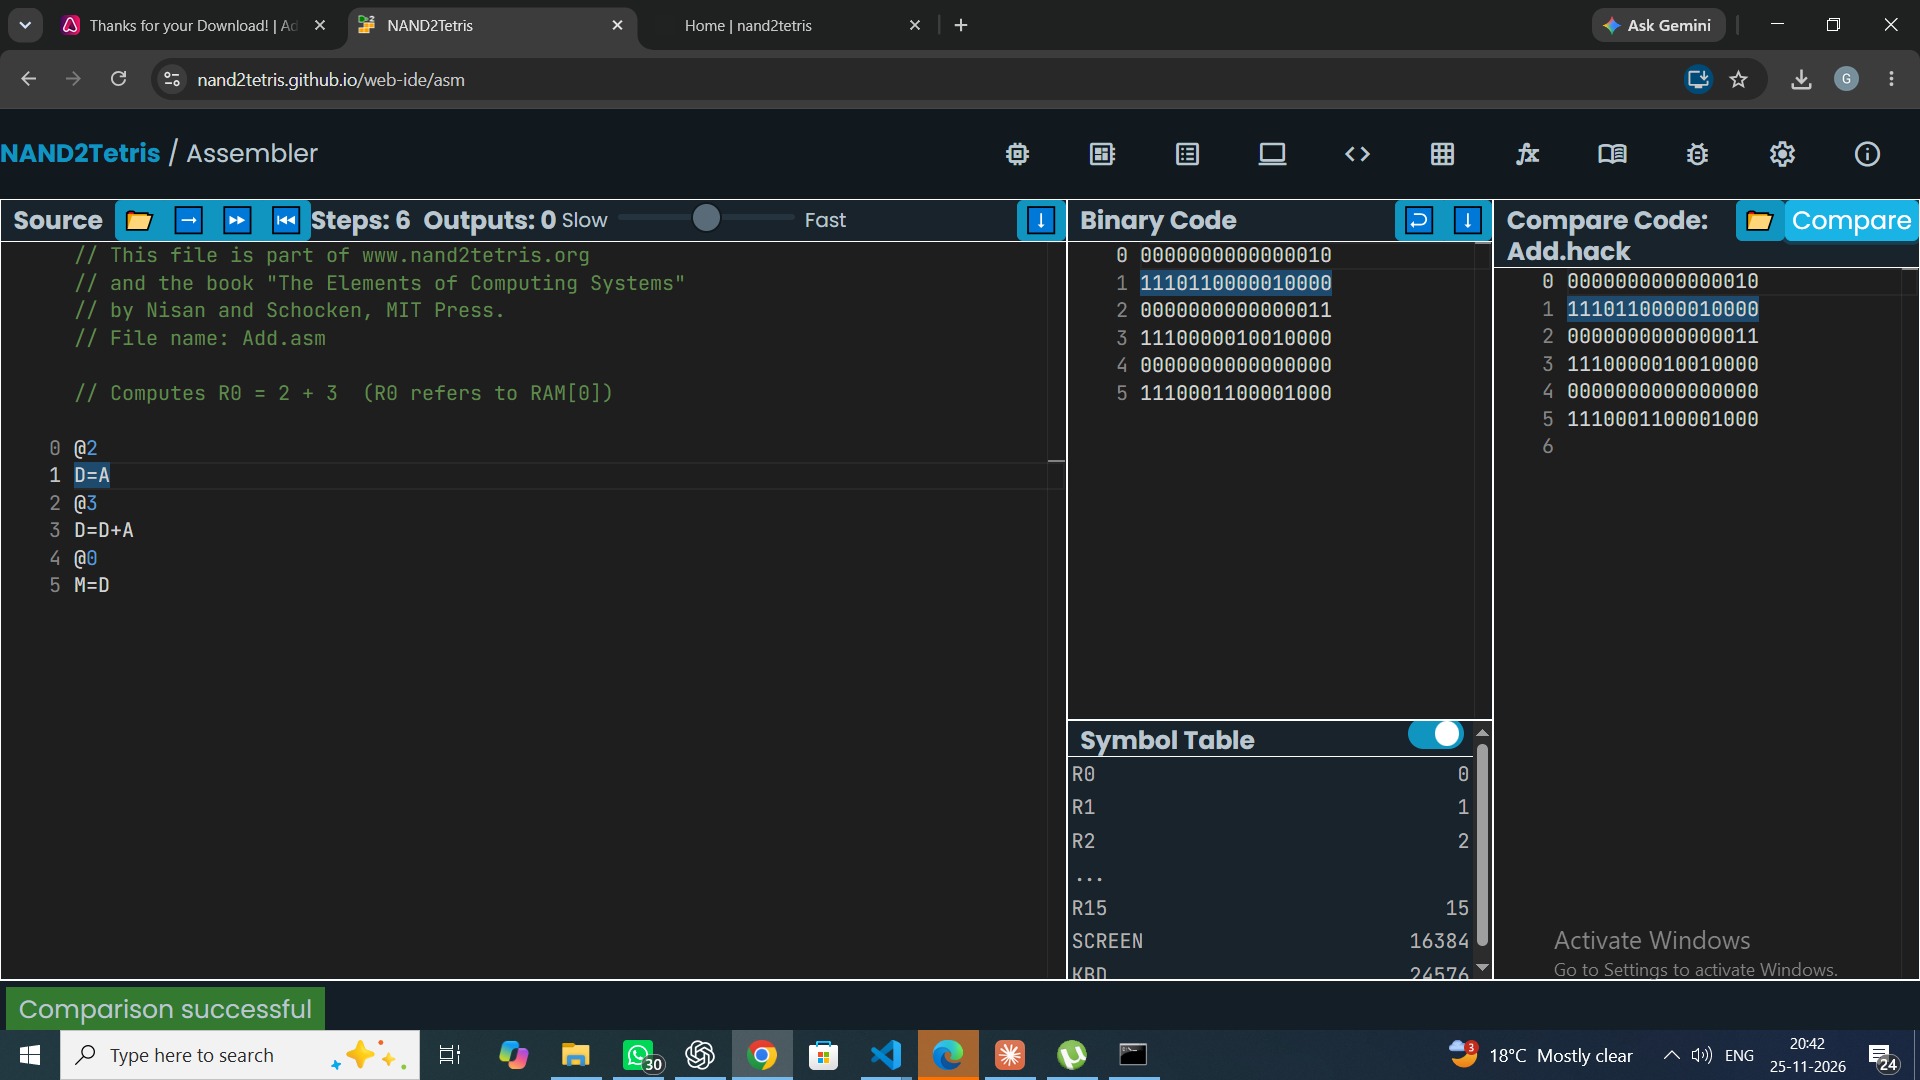 Thanks for your Download! | Ad
NAND2Tetris
Home | nand2tetris
Ask Gemini
nand2tetris.github.io/web-ide/asm
G
NAND2Tetris / Assembler
Source
Steps: 6 Outputs: 0 Slow
Fast
// This file is part of www.nand2tetris.org
// and the book "The Elements of Computing Systems"
// by Nisan and Schocken, MIT Press.
// File name: Add.asm
// Computes R0 = 2 + 3 (R0 refers to RAM[0])
0 @2
1 D=A
2 @3
3 D=D+A
4 @0
5 M=D
Binary Code
0 0000000000000010
1 1110110000010000
2 0000000000000011
3 1110000010010000
4 0000000000000000
5 1110001100001000
Symbol Table
R0 0
R1 1
R2 2
...
R15 15
SCREEN 16384
KBD 24576
Compare Code:
Add.hack
Compare
0 0000000000000010
1 1110110000010000
2 0000000000000011
3 1110000010010000
4 0000000000000000
5 1110001100001000
6
Activate Windows
Go to Settings to activate Windows.
Comparison successful
Type here to search
30
3
18°C Mostly clear
ENG
20:42
25-11-2026
24